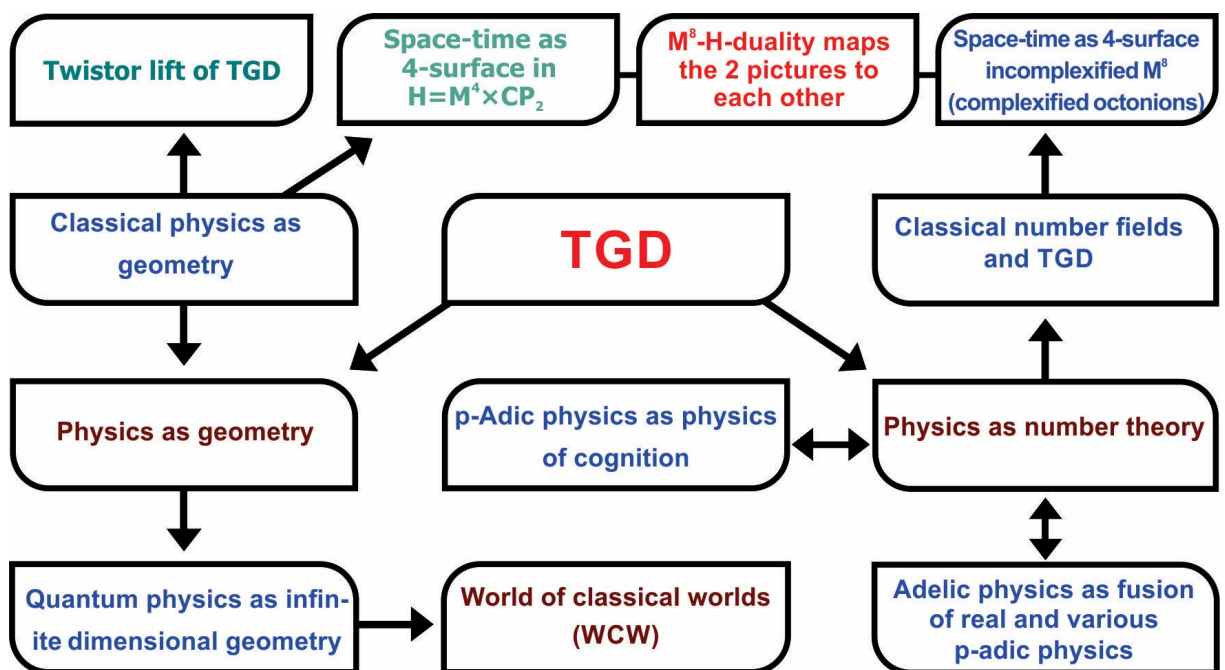 Twistor lift of TGD
Space-time as
4-surface in
H=M⁴×CP₂
M⁸-H-duality maps
the 2 pictures to
each other
Space-time as 4-surface
incomplexified M⁸
(complexified octonions)
Classical physics as
geometry
TGD
Classical number fields
and TGD
Physics as geometry
p-Adic physics as physics
of cognition
Physics as number theory
Quantum physics as infin-
ite dimensional geometry
World of classical worlds
(WCW)
Adelic physics as fusion
of real and various
p-adic physics